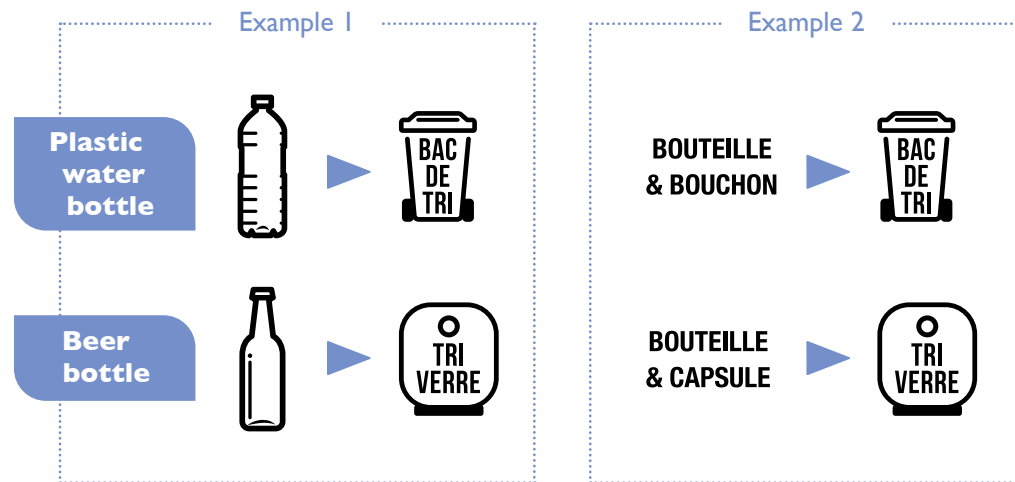 Example 1
Example 2
Plastic
water
bottle
BAC
DE
TRI
BOUTEILLE
& BOUCHON
BAC
DE
TRI
Beer
bottle
TRI
VERRE
BOUTEILLE
& CAPSULE
TRI
VERRE